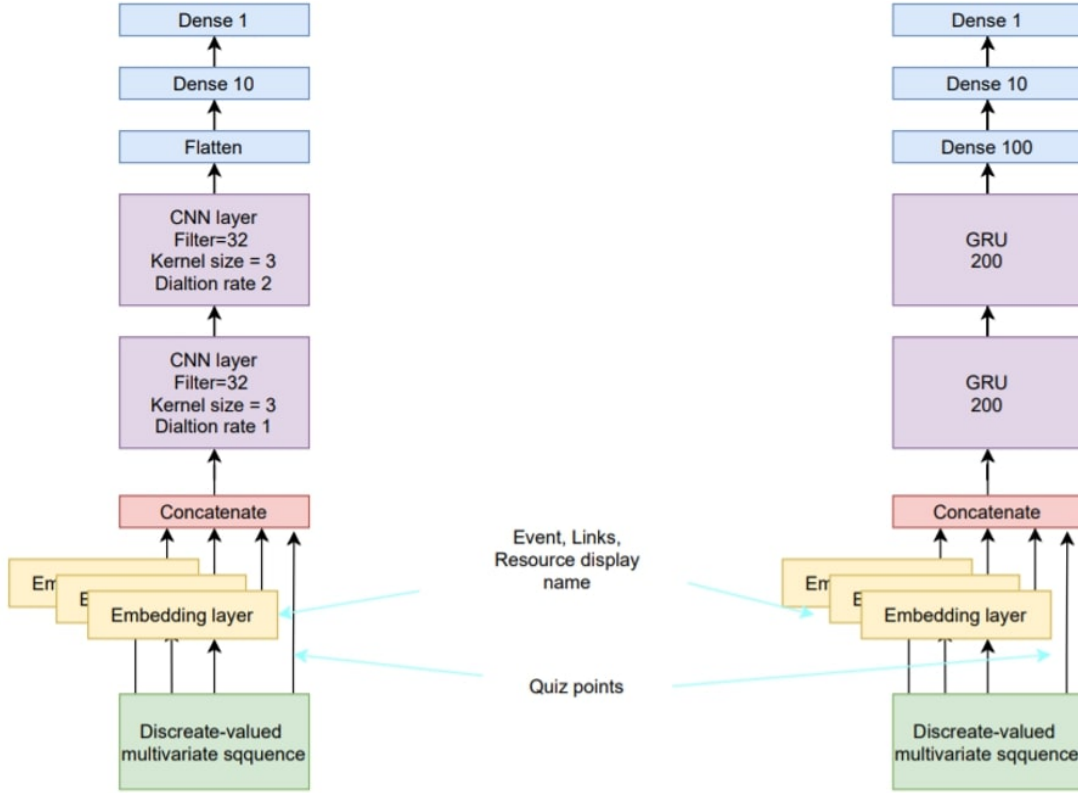 Dense 1
Dense 10
Flatten
CNN layer
Filter=32
Kernel size = 3
Dialtion rate 2
CNN layer
Filter=32
Kernel size = 3
Dialtion rate 1
Concatenate
Em
E
Embedding layer
Discreate-valued
multivariate sqquence
Event, Links,
Resource display
name
Quiz points
Dense 1
Dense 10
Dense 100
GRU
200
GRU
200
Concatenate
Em
E
Embedding layer
Discreate-valued
multivariate sqquence